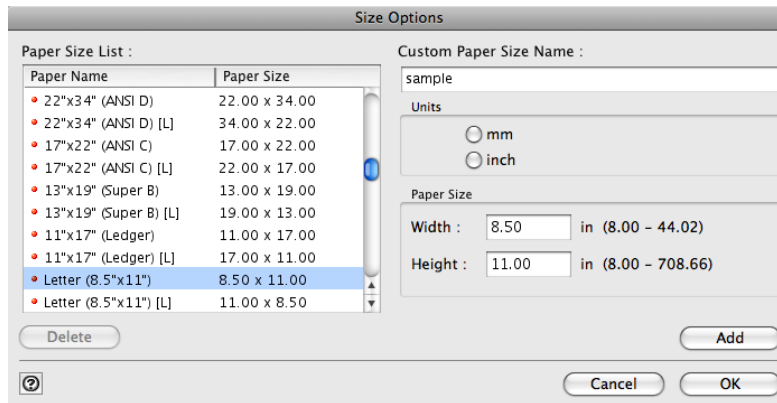 Size Options
Paper Size List :
Paper Name Paper Size
22"x34" (ANSI D) 22.00 x 34.00
22"x34" (ANSI D) [L] 34.00 x 22.00
17"x22" (ANSI C) 17.00 x 22.00
17"x22" (ANSI C) [L] 22.00 x 17.00
13"x19" (Super B) 13.00 x 19.00
13"x19" (Super B) [L] 19.00 x 13.00
11"x17" (Ledger) 11.00 x 17.00
11"x17" (Ledger) [L] 17.00 x 11.00
Letter (8.5"x11") 8.50 x 11.00
Letter (8.5"x11") [L] 11.00 x 8.50
Delete
Custom Paper Size Name :
sample
Units
mm
inch
Paper Size
Width : 8.50 in (8.00 - 44.02)
Height : 11.00 in (8.00 - 708.66)
Add
?
Cancel OK